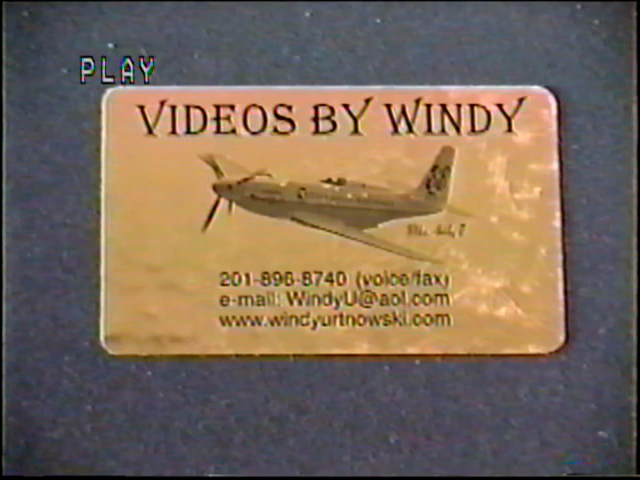 PLAY
VIDEOS BY WINDY
201-896-8740 (voice/fax)
e-mail: WindyU@aol.com
www.windyurtnowski.com